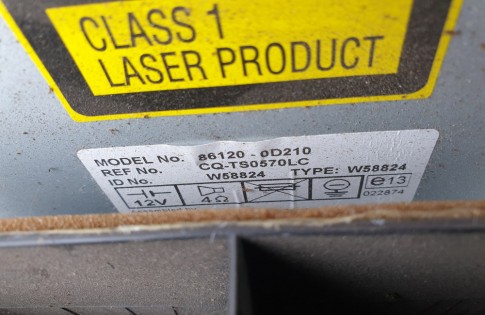 CLASS 1
LASER PRODUCT
MODEL No. 86120 - 0D210
REF No. CQ-TS0570LC
ID No. W58824 TYPE: W58824
12V 4Ω e13
022874